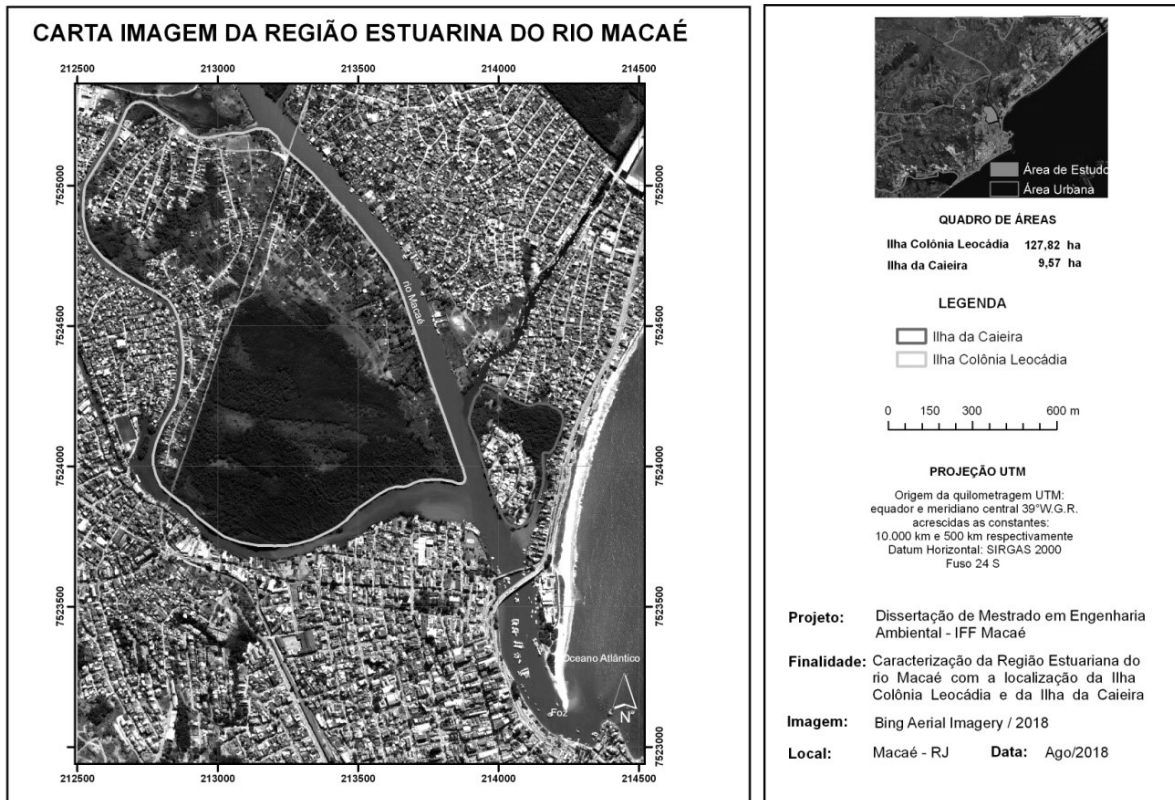 CARTA IMAGEM DA REGIÃO ESTUARINA DO RIO MACAÉ
212500 213000 213500 214000 214500
7525000 7525000
rio Macaé
7524500 7524500
7524000 7524000
7523500 7523500
Oceano Atlântico
Foz
N
7523000
212500 213000 213500 214000 214500
Área de Estudo
Área Urbana
QUADRO DE ÁREAS
Ilha Colônia Leocádia 127,82 ha
Ilha da Caieira 9,57 ha
LEGENDA
Ilha da Caieira
Ilha Colônia Leocádia
0 150 300 600 m
PROJEÇÃO UTM
Origem da quilometragem UTM:
equador e meridiano central 39°W.G.R.
acrescidas as constantes:
10.000 km e 500 km respectivamente
Datum Horizontal: SIRGAS 2000
Fuso 24 S
Projeto: Dissertação de Mestrado em Engenharia
Ambiental - IFF Macaé
Finalidade: Caracterização da Região Estuariana do
rio Macaé com a localização da Ilha
Colônia Leocádia e da Ilha da Caieira
Imagem: Bing Aerial Imagery / 2018
Local: Macaé - RJ Data: Ago/2018